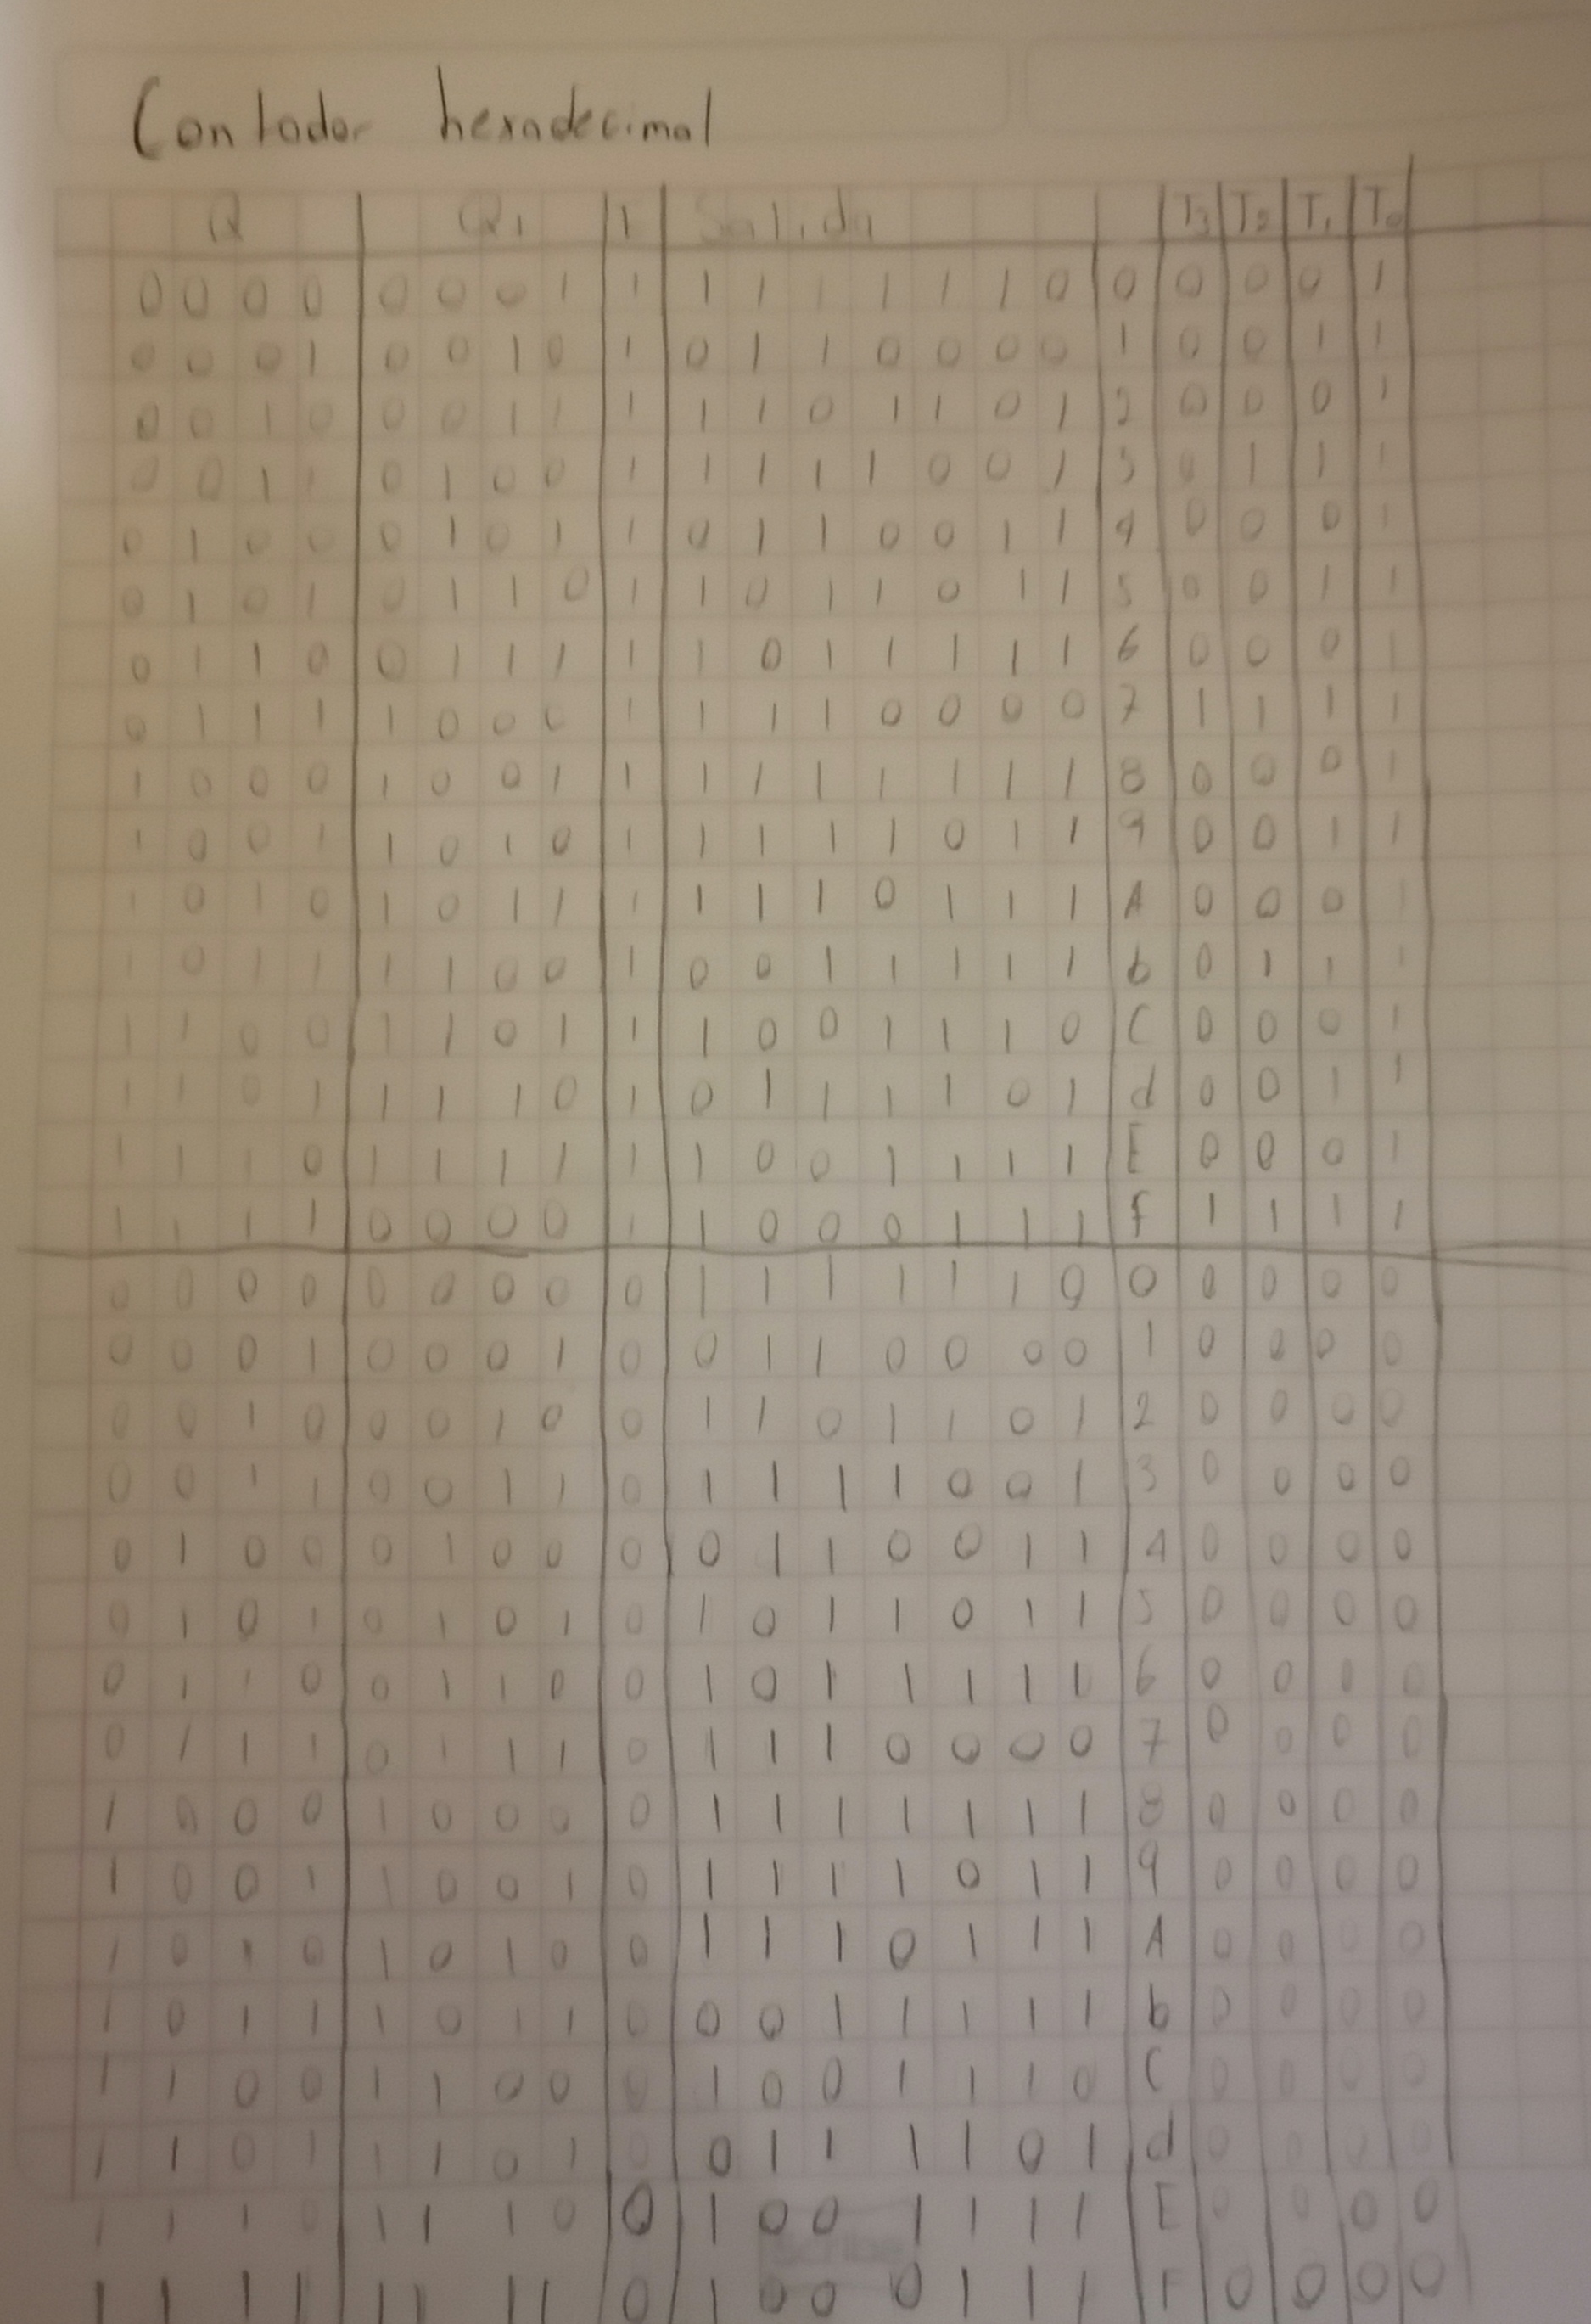 Contador hexadecimal
Q Q1 I Salida T3 T2 T1 T0
0 0 0 0 0 0 0 1 1 1 1 1 1 1 1 0 0 0 0 0 1
0 0 0 1 0 0 1 0 1 0 1 1 0 0 0 0 1 0 0 1 1
0 0 1 0 0 0 1 1 1 1 1 0 1 1 0 1 2 0 0 0 1
0 0 1 1 0 1 0 0 1 1 1 1 1 0 0 1 3 0 1 1 1
0 1 0 0 0 1 0 1 1 0 1 1 0 0 1 1 4 0 0 0 1
0 1 0 1 0 1 1 0 1 1 0 1 1 0 1 1 5 0 0 1 1
0 1 1 0 0 1 1 1 1 1 0 1 1 1 1 1 6 0 0 0 1
0 1 1 1 1 0 0 0 1 1 1 1 0 0 0 0 7 1 1 1 1
1 0 0 0 1 0 0 1 1 1 1 1 1 1 1 1 8 0 0 0 1
1 0 0 1 1 0 1 0 1 1 1 1 1 0 1 1 9 0 0 1 1
1 0 1 0 1 0 1 1 1 1 1 1 0 1 1 1 A 0 0 0 1
1 0 1 1 1 1 0 0 1 0 0 1 1 1 1 1 b 0 1 1 1
1 1 0 0 1 1 0 1 1 1 0 0 1 1 1 0 C 0 0 0 1
1 1 0 1 1 1 1 0 1 0 1 1 1 1 0 1 d 0 0 1 1
1 1 1 0 1 1 1 1 1 1 0 0 1 1 1 1 E 0 0 0 1
1 1 1 1 0 0 0 0 1 1 0 0 0 1 1 1 f 1 1 1 1
0 0 0 0 0 0 0 0 0 1 1 1 1 1 1 0 0 0 0 0 0
0 0 0 1 0 0 0 1 0 0 1 1 0 0 0 0 1 0 0 0 0
0 0 1 0 0 0 1 0 0 1 1 0 1 1 0 1 2 0 0 0 0
0 0 1 1 0 0 1 1 0 1 1 1 1 0 0 1 3 0 0 0 0
0 1 0 0 0 1 0 0 0 0 1 1 0 0 1 1 4 0 0 0 0
0 1 0 1 0 1 0 1 0 1 0 1 1 0 1 1 5 0 0 0 0
0 1 1 0 0 1 1 0 0 1 0 1 1 1 1 1 6 0 0 0 0
0 1 1 1 0 1 1 1 0 1 1 1 0 0 0 0 7 0 0 0 0
1 0 0 0 1 0 0 0 0 1 1 1 1 1 1 1 8 0 0 0 0
1 0 0 1 1 0 0 1 0 1 1 1 1 0 1 1 9 0 0 0 0
1 0 1 0 1 0 1 0 0 1 1 1 0 1 1 1 A 0 0 0 0
1 0 1 1 1 0 1 1 0 0 0 1 1 1 1 1 b 0 0 0 0
1 1 0 0 1 1 0 0 0 1 0 0 1 1 1 0 C 0 0 0 0
1 1 0 1 1 1 0 1 0 0 1 1 1 1 0 1 d 0 0 0 0
1 1 1 0 1 1 1 0 0 1 0 0 1 1 1 1 E 0 0 0 0
1 1 1 1 1 1 1 1 0 1 0 0 0 1 1 1 F 0 0 0 0
Scribe